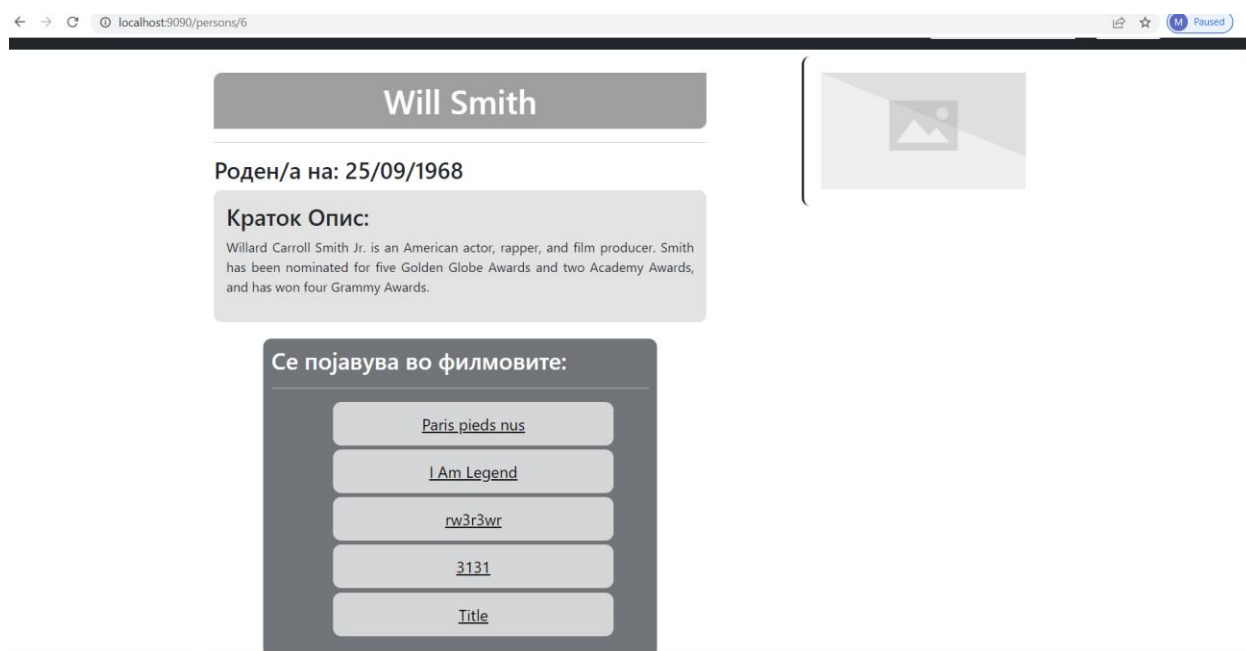 localhost:9090/persons/6
M Paused
Will Smith
Роден/а на: 25/09/1968
Краток Опис:
Willard Carroll Smith Jr. is an American actor, rapper, and film producer. Smith
has been nominated for five Golden Globe Awards and two Academy Awards,
and has won four Grammy Awards.
Се појавува во филмовите:
Paris pieds nus
I Am Legend
rw3r3wr
3131
Title